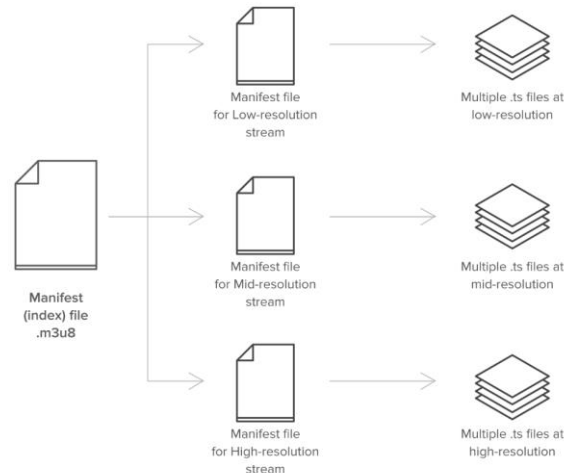 Manifest file
for Low-resolution
stream
Multiple .ts files at
low-resolution
Manifest
(index) file
.m3u8
Manifest file
for Mid-resolution
stream
Multiple .ts files at
mid-resolution
Manifest file
for High-resolution
stream
Multiple .ts files at
high-resolution